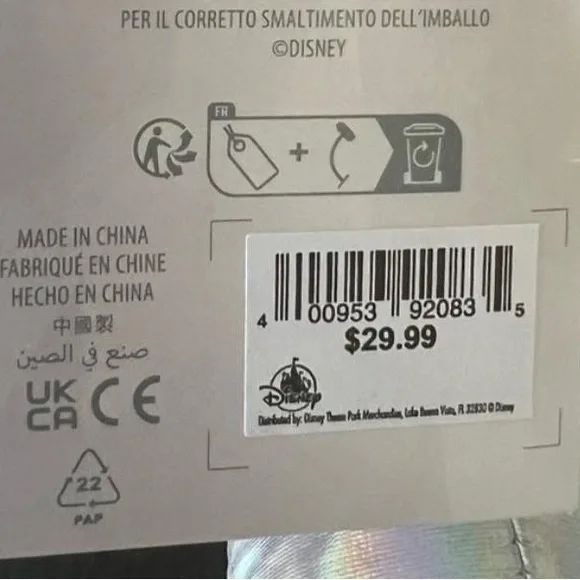 PER IL CORRETTO SMALTIMENTO DELL'IMBALLO
©DISNEY
FR
+
MADE IN CHINA
FABRIQUÉ EN CHINE
HECHO EN CHINA
中國製
صنع في الصين
UK
CA CE
22
PAP
4 00953 92083 5
$29.99
Disney
Distributed by: Disney Theme Park Merchandise, Lake Buena Vista, Fl 32830 © Disney